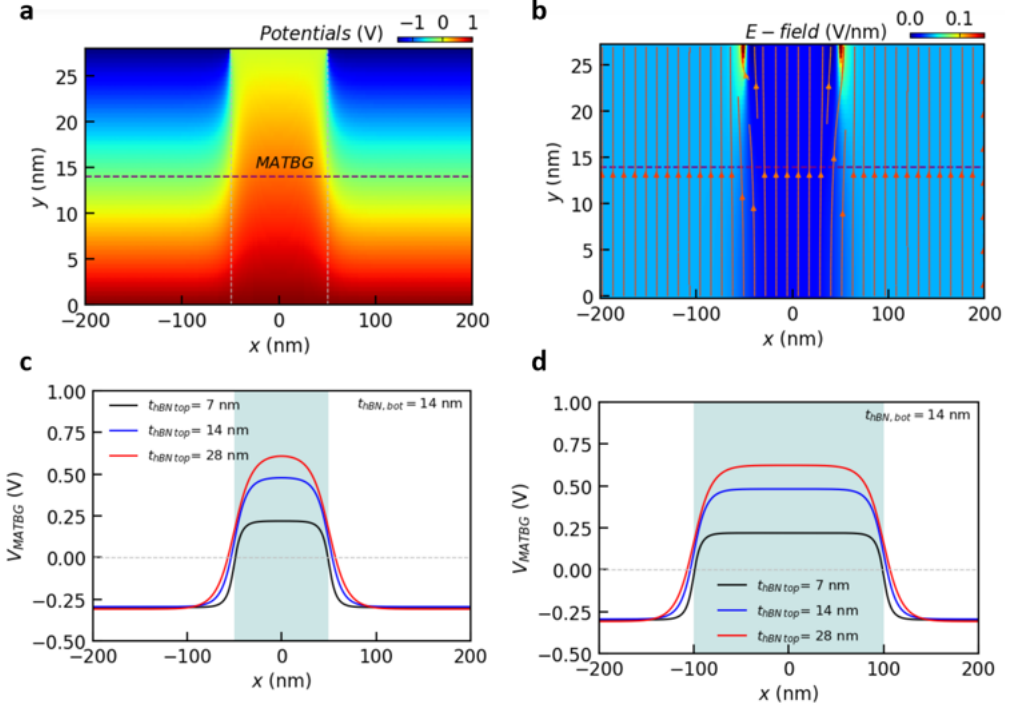 a
Potentials (V)
−1 0 1
25
20
15
10
5
0
y (nm)
MATBG
−200 −100 0 100 200
x (nm)
b
E − field (V/nm)
0.0 0.1
25
20
15
10
5
0
y (nm)
−200 −100 0 100 200
x (nm)
c
1.00
0.75
0.50
0.25
0.00
−0.25
−0.50
V_MATBG (V)
t_hBN top = 7 nm
t_hBN top = 14 nm
t_hBN top = 28 nm
t_hBN, bot = 14 nm
−200 −100 0 100 200
x (nm)
d
1.00
0.75
0.50
0.25
0.00
−0.25
−0.50
V_MATBG (V)
t_hBN, bot = 14 nm
t_hBN top = 7 nm
t_hBN top = 14 nm
t_hBN top = 28 nm
−200 −100 0 100 200
x (nm)